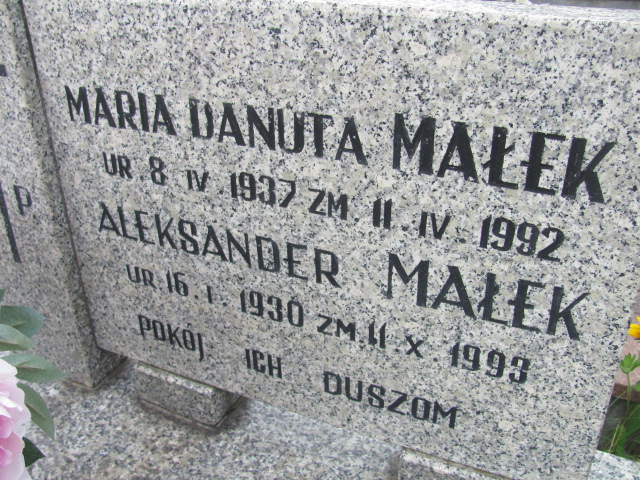 MARIA DANUTA MAŁEK
UR. 8 IV. 1937 ZM. 11. IV. 1992
ALEKSANDER MAŁEK
UR. 16. I. 1930 ZM. 11. X 1993
POKÓJ ICH DUSZOM
P